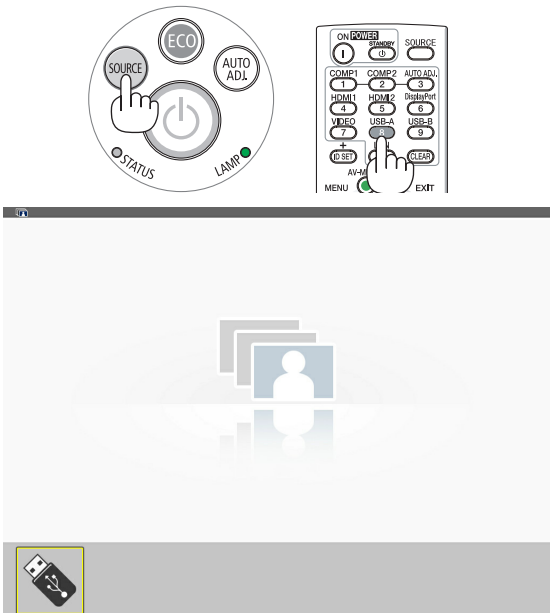 ECO
SOURCE
AUTO
ADJ.
STATUS
LAMP
ON POWER
STANDBY
SOURCE
COMP1 COMP2 AUTO ADJ.
1 2 3
HDMI1 HDMI2 DisplayPort
4 5 6
VIDEO USB-A USB-B
7 8 9
+
ID SET CLEAR
MENU EXIT